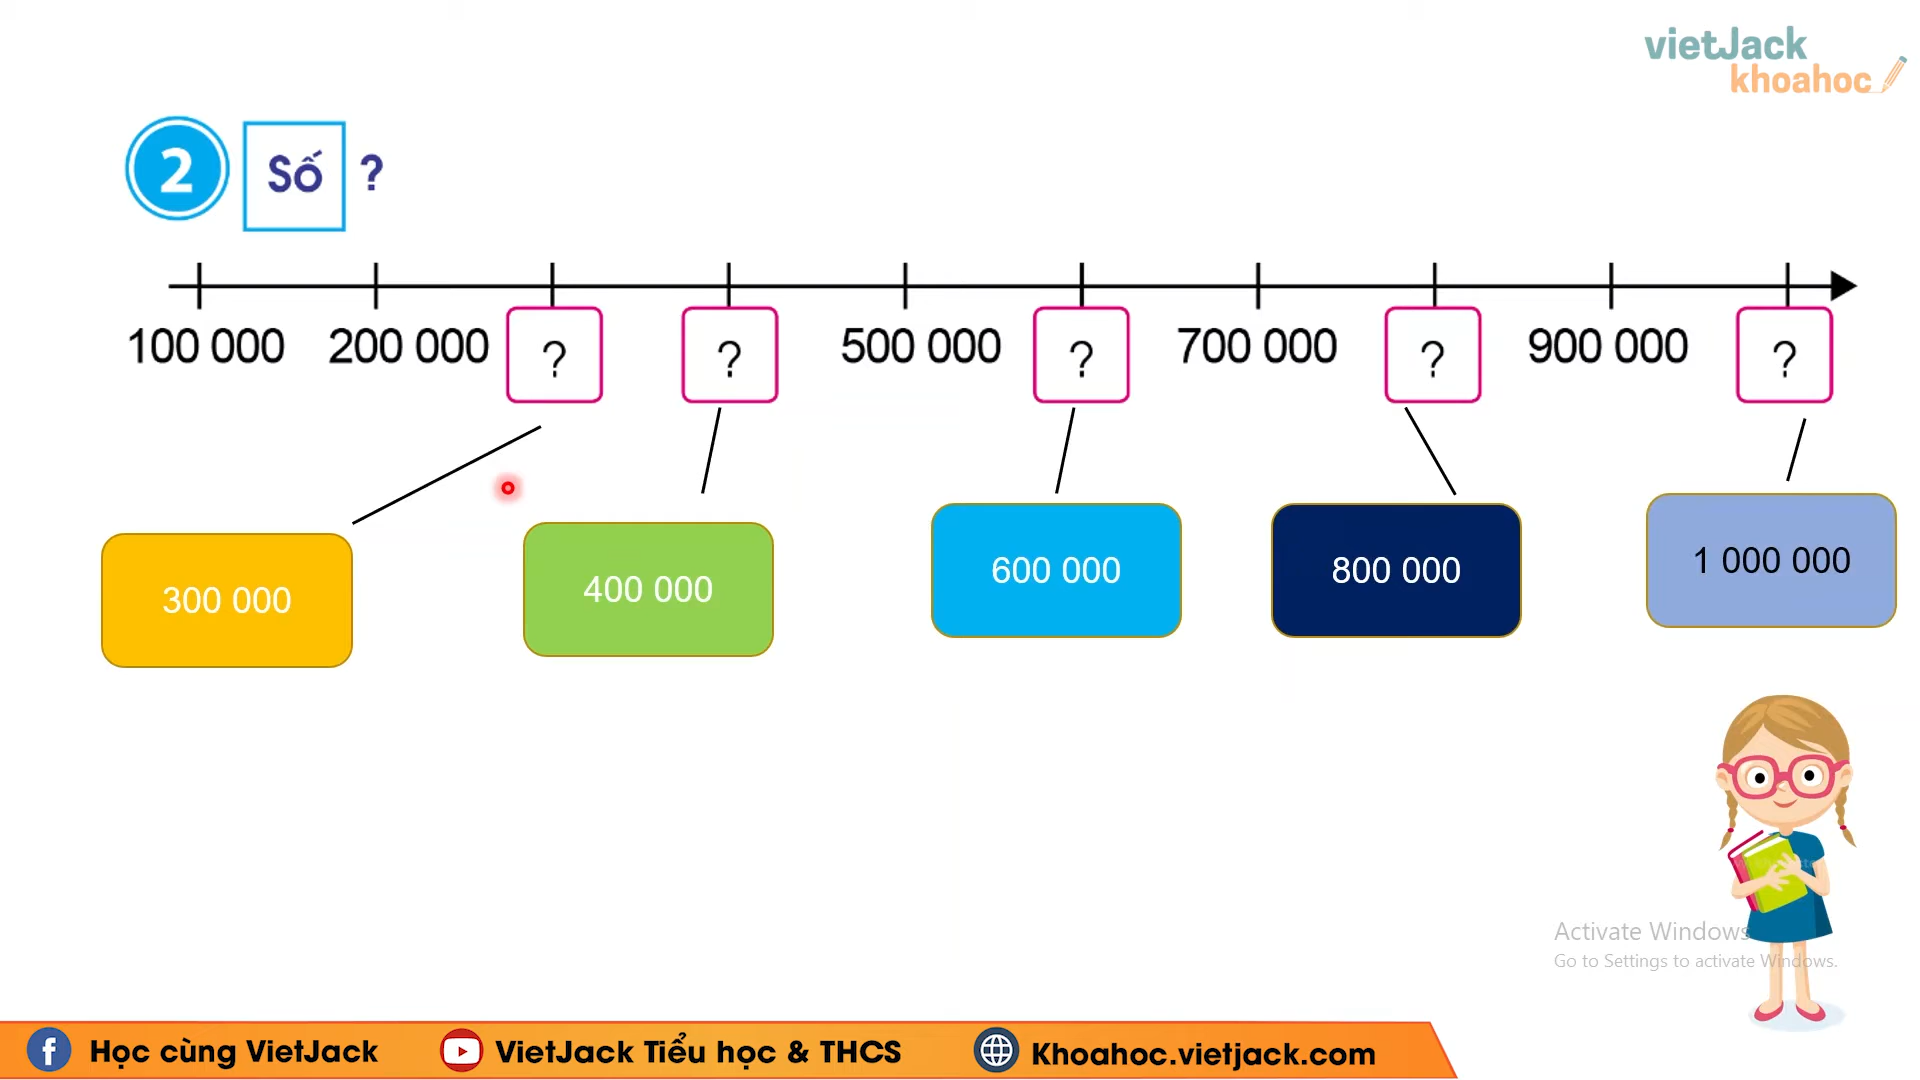 vietJack
khoahoc
2 Số ?
100 000 200 000 ? ? 500 000 ? 700 000 ? 900 000 ?
300 000 400 000 600 000 800 000 1 000 000
Activate Windows
Go to Settings to activate Windows.
Học cùng VietJack VietJack Tiểu học & THCS Khoahoc.vietjack.com